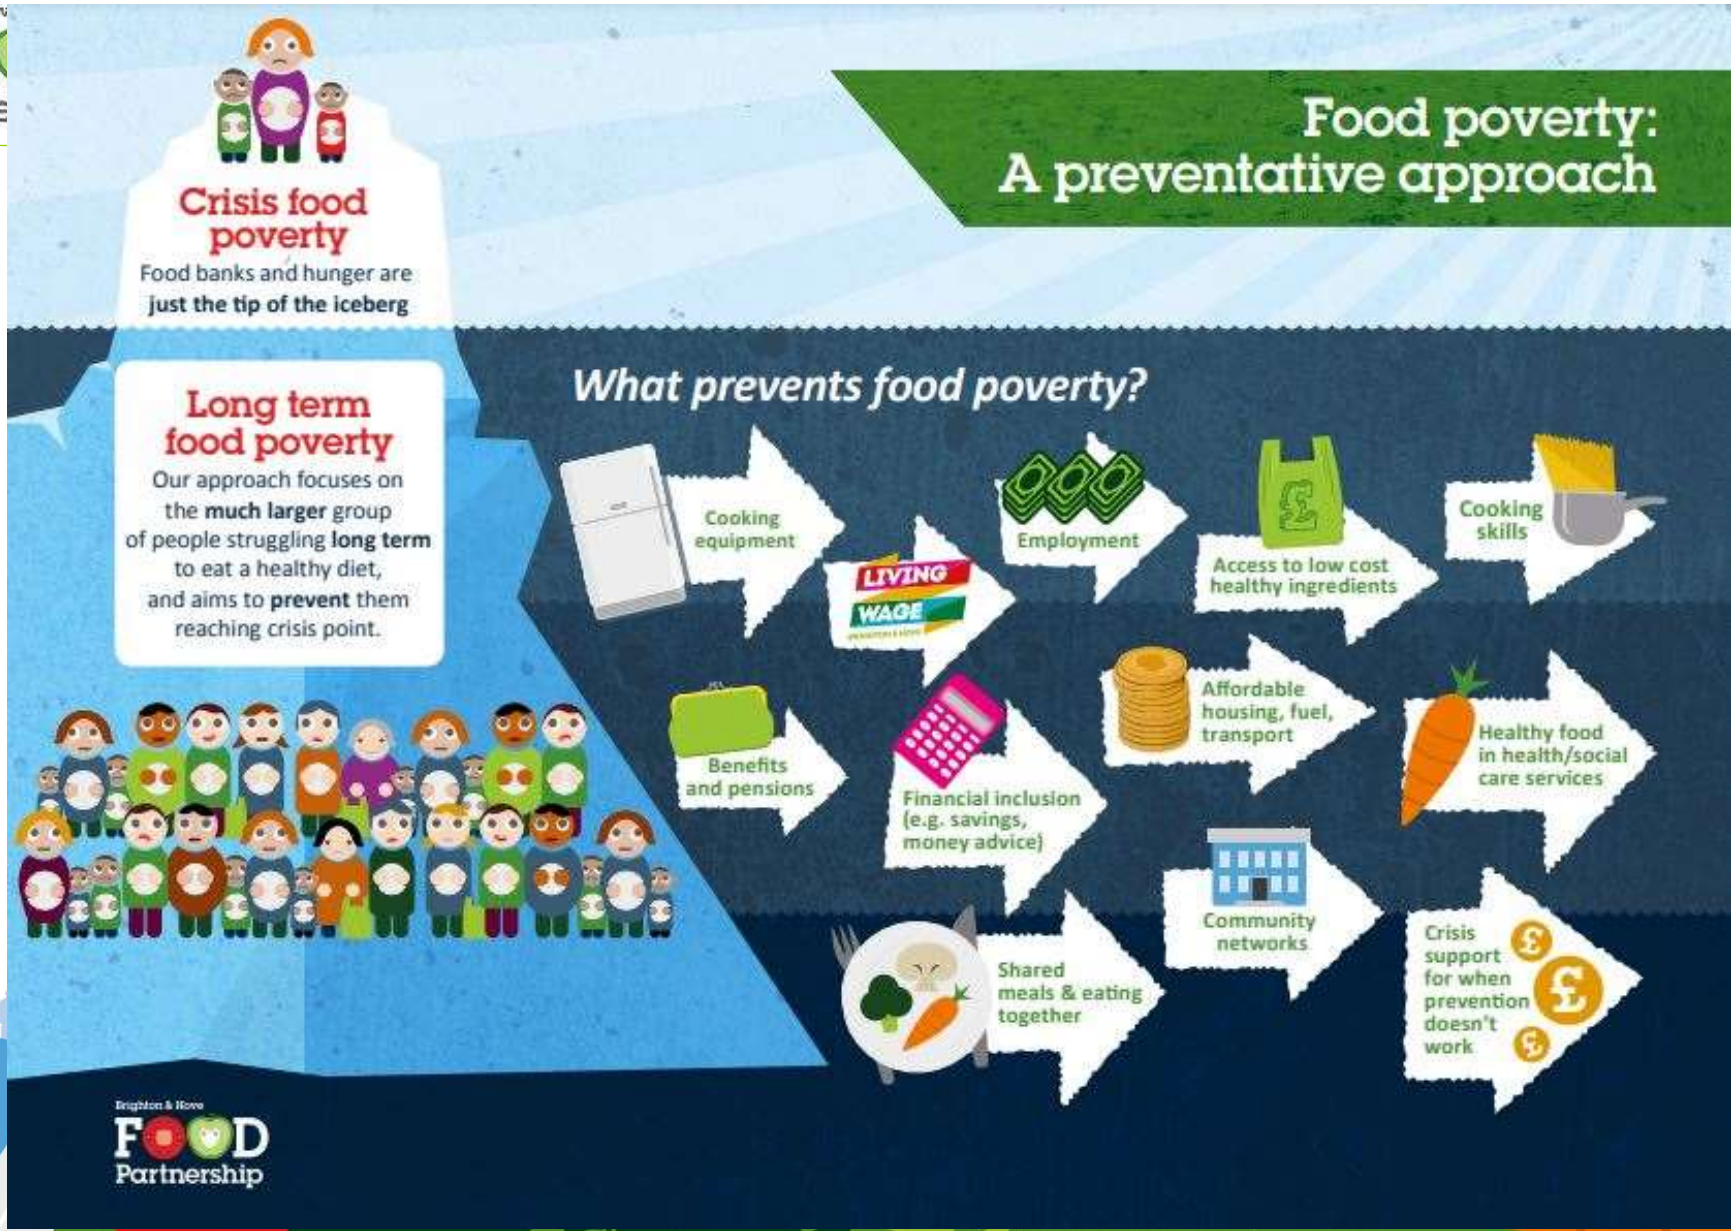 Food poverty:
A preventative approach
Crisis food
poverty
Food banks and hunger are
just the tip of the iceberg
Long term
food poverty
Our approach focuses on
the much larger group
of people struggling long term
to eat a healthy diet,
and aims to prevent them
reaching crisis point.
What prevents food poverty?
Cooking
equipment
LIVING
WAGE
Employment
£
Access to low cost
healthy ingredients
Cooking
skills
Benefits
and pensions
Financial inclusion
(e.g. savings,
money advice)
Affordable
housing, fuel,
transport
Healthy food
in health/social
care services
Shared
meals & eating
together
Community
networks
Crisis
support
for when
prevention
doesn't
work
£
£
£
Brighton & Hove
FOOD
Partnership